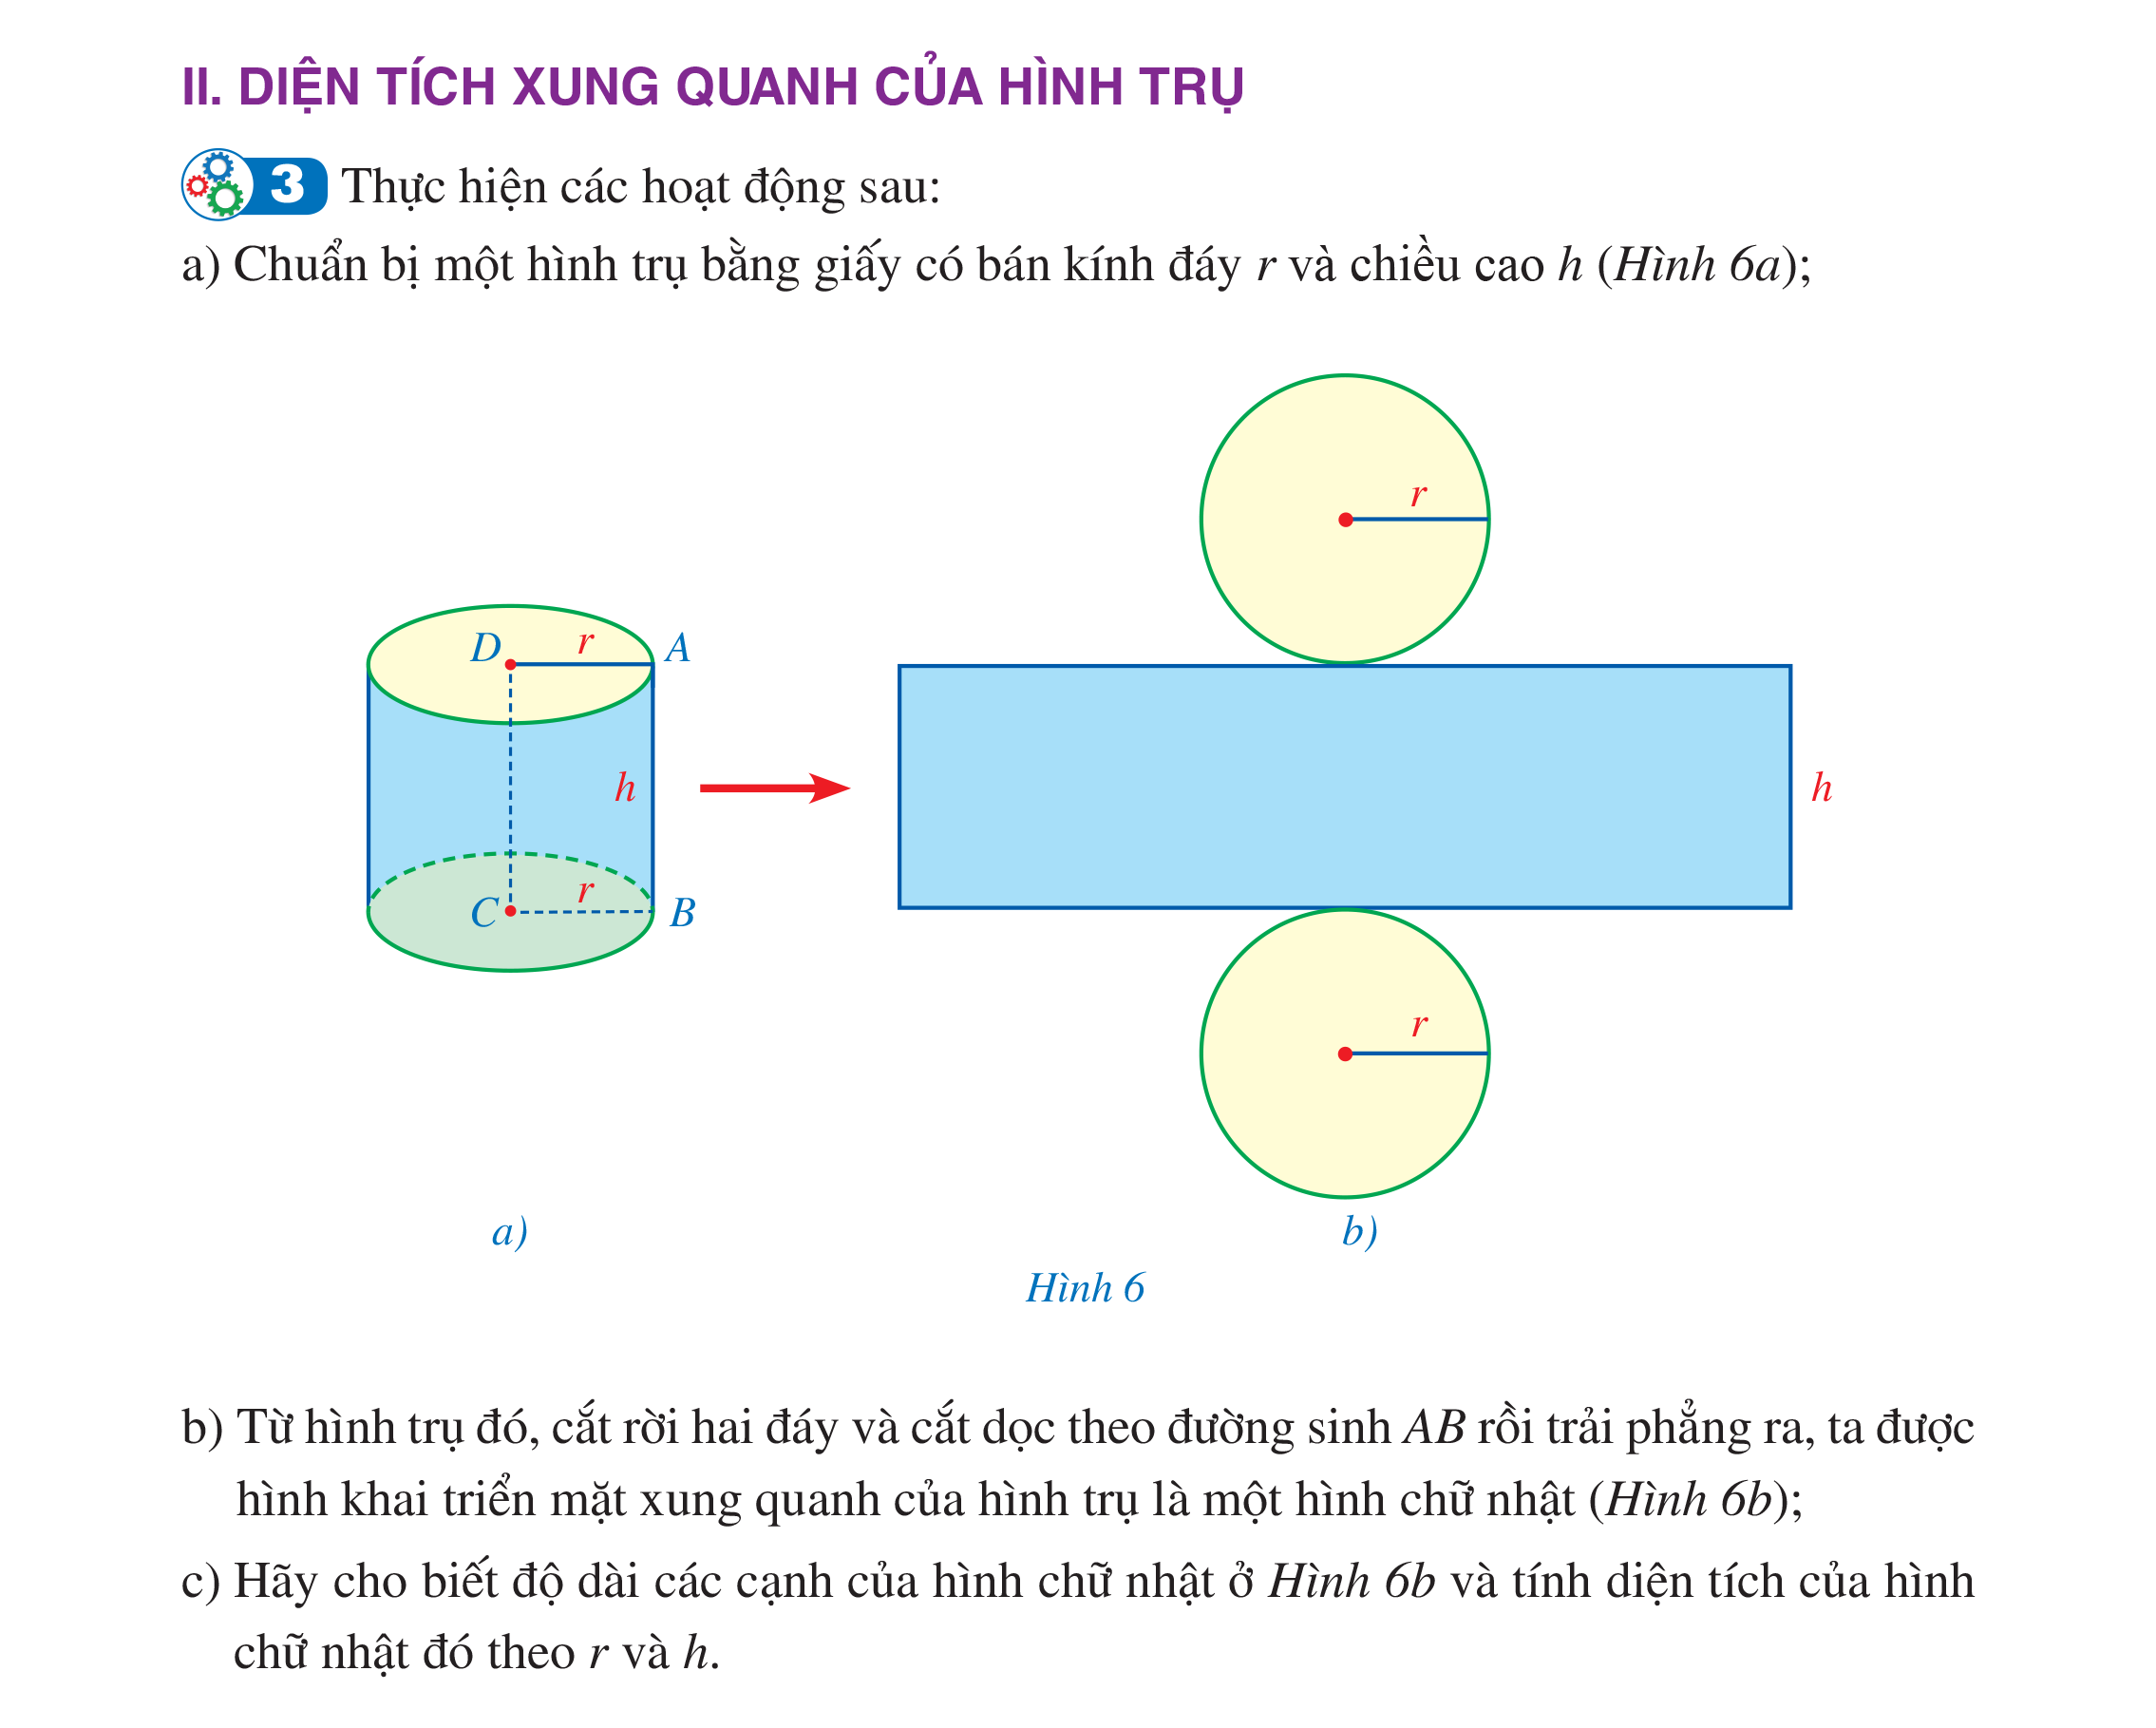 II. DIỆN TÍCH XUNG QUANH CỦA HÌNH TRỤ
3 Thực hiện các hoạt động sau:
a) Chuẩn bị một hình trụ bằng giấy có bán kính đáy r và chiều cao h (Hình 6a);
r
D r A
h
h
C r B
r
a) b)
Hình 6
b) Từ hình trụ đó, cắt rời hai đáy và cắt dọc theo đường sinh AB rồi trải phẳng ra, ta được
hình khai triển mặt xung quanh của hình trụ là một hình chữ nhật (Hình 6b);
c) Hãy cho biết độ dài các cạnh của hình chữ nhật ở Hình 6b và tính diện tích của hình
chữ nhật đó theo r và h.